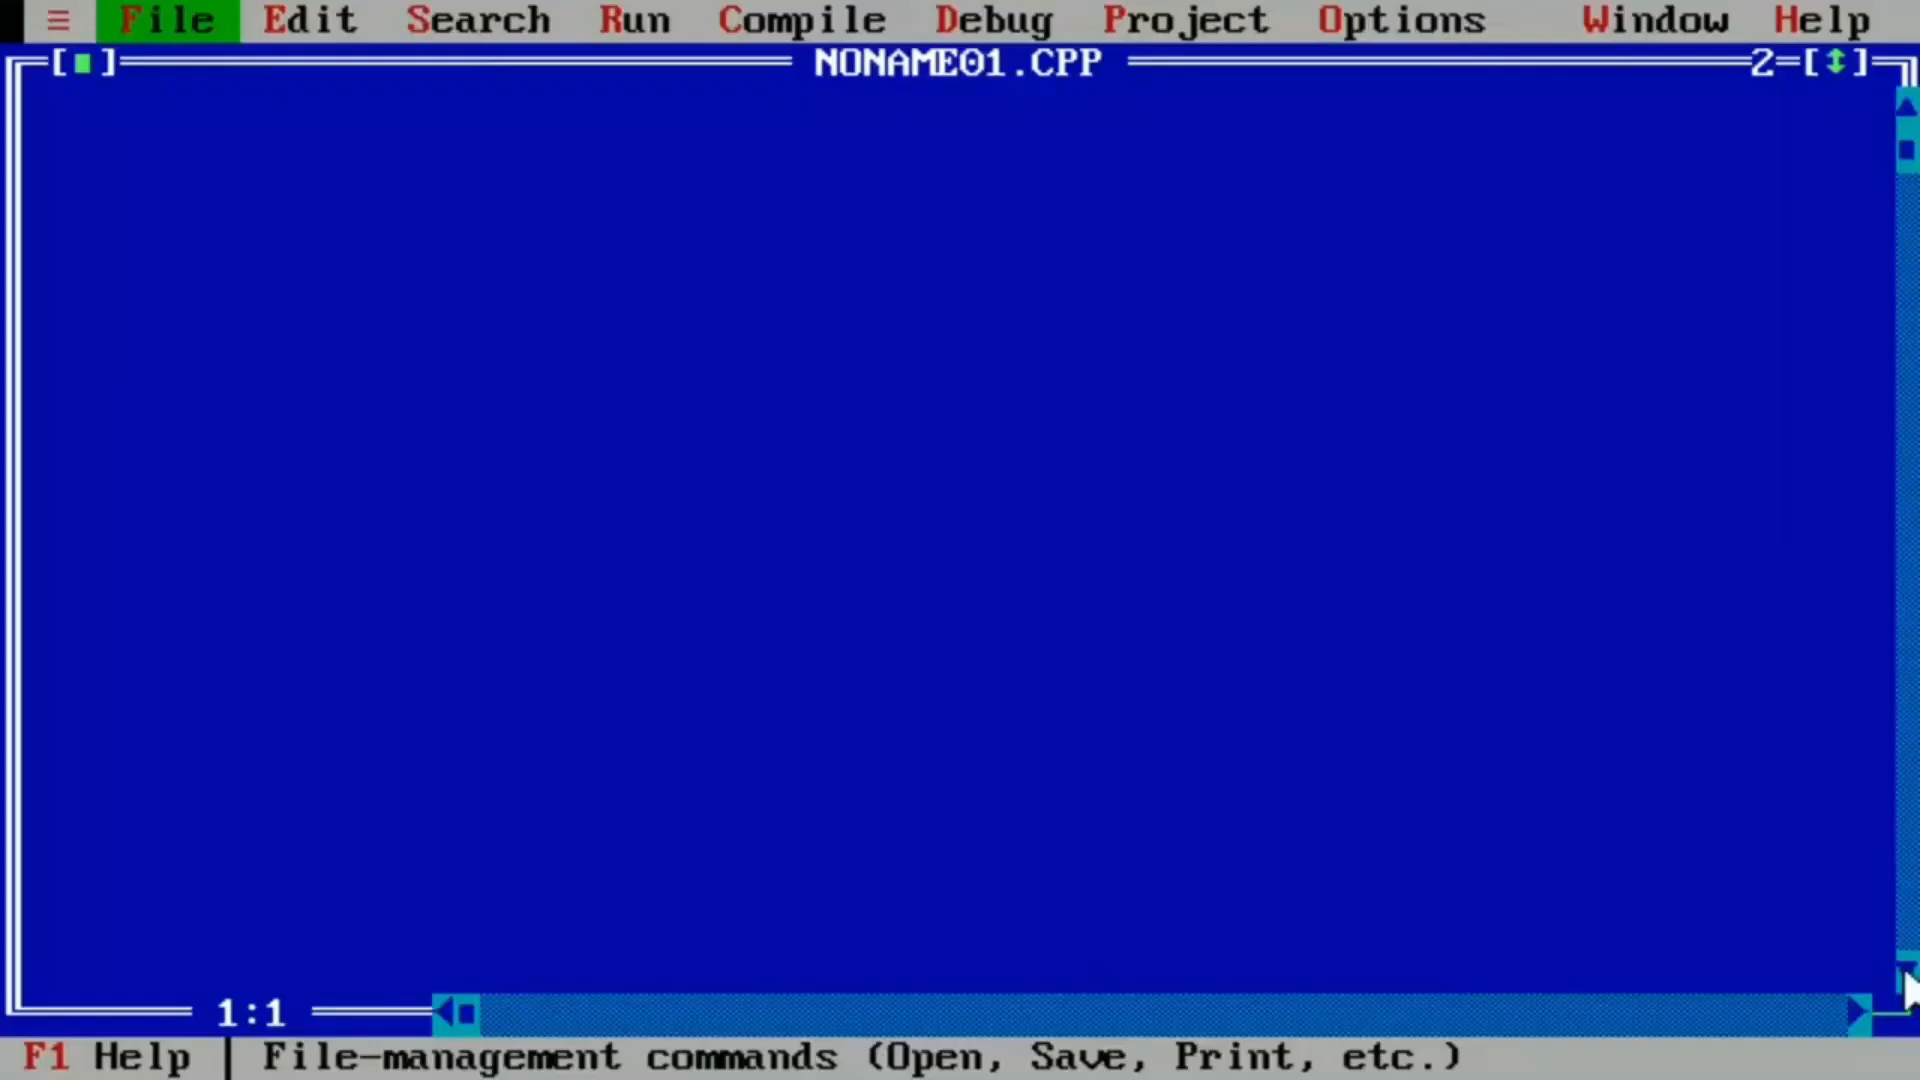 ≡ File Edit Search Run Compile Debug Project Options Window Help
[■] NONAME01.CPP 2=[↕]
1:1
F1 Help | File-management commands (Open, Save, Print, etc.)